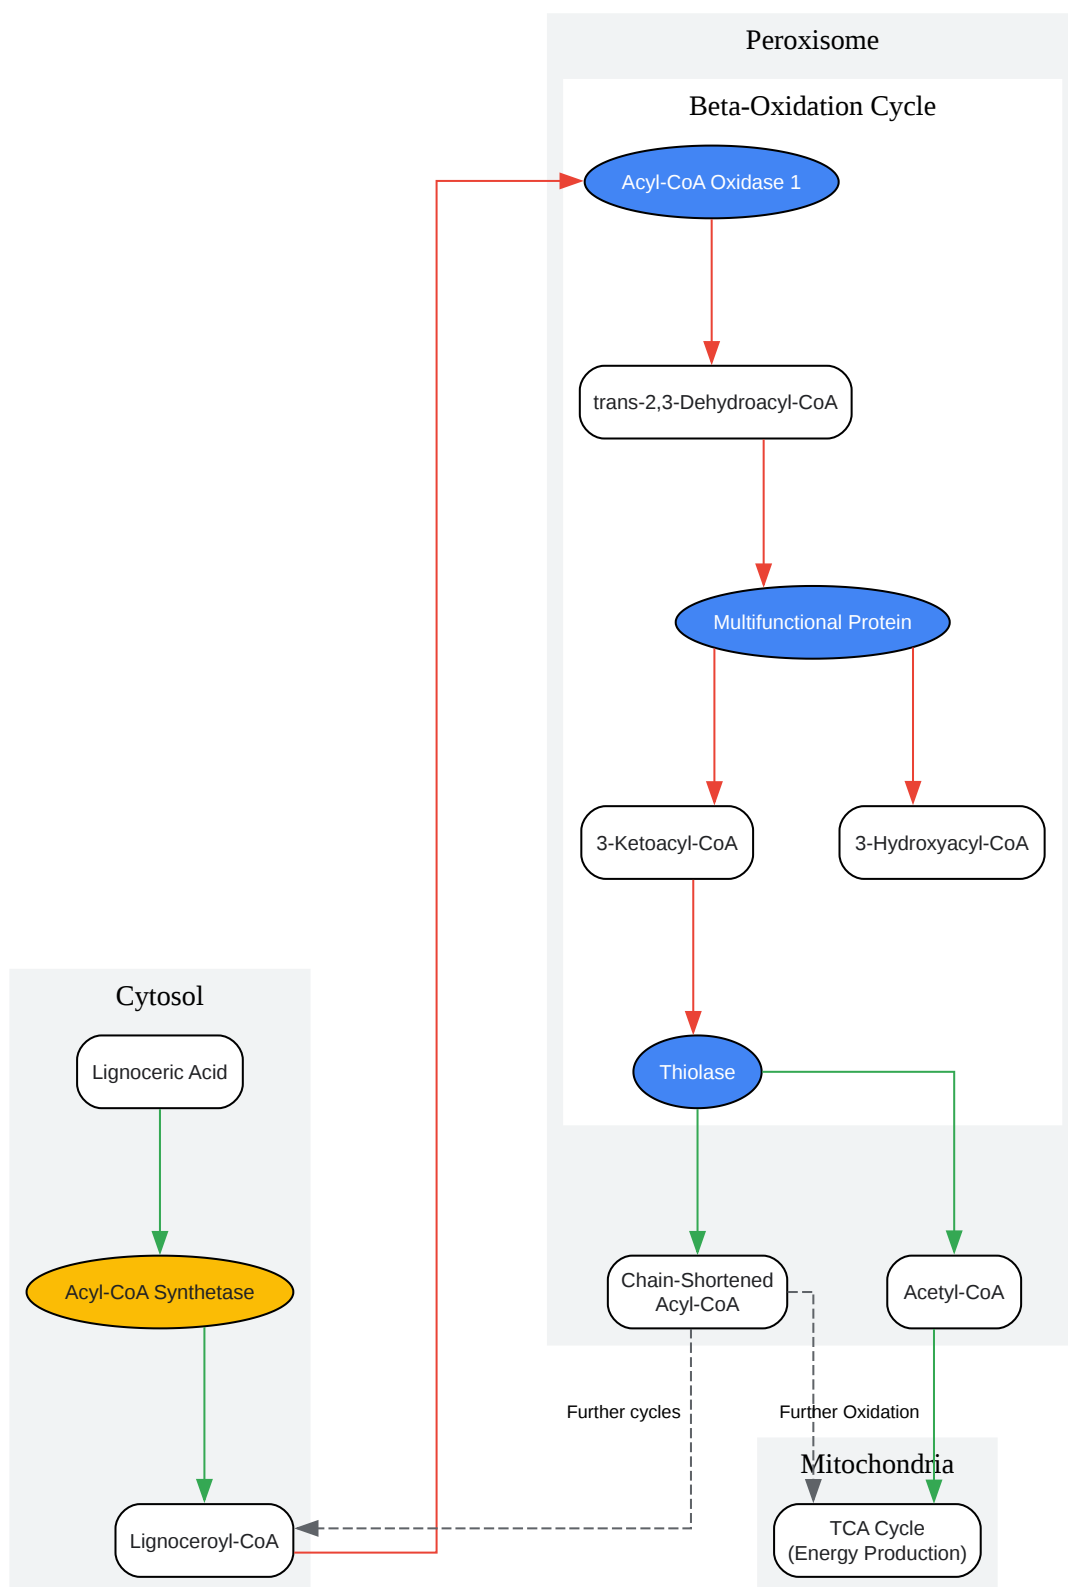 Peroxisome
Beta-Oxidation Cycle
Acyl-CoA Oxidase 1
trans-2,3-Dehydroacyl-CoA
Multifunctional Protein
3-Ketoacyl-CoA
3-Hydroxyacyl-CoA
Cytosol
Lignoceric Acid
Thiolase
Acyl-CoA Synthetase
Chain-Shortened
Acyl-CoA
Acetyl-CoA
Further cycles
Further Oxidation
Mitochondria
Lignoceroyl-CoA
TCA Cycle
(Energy Production)